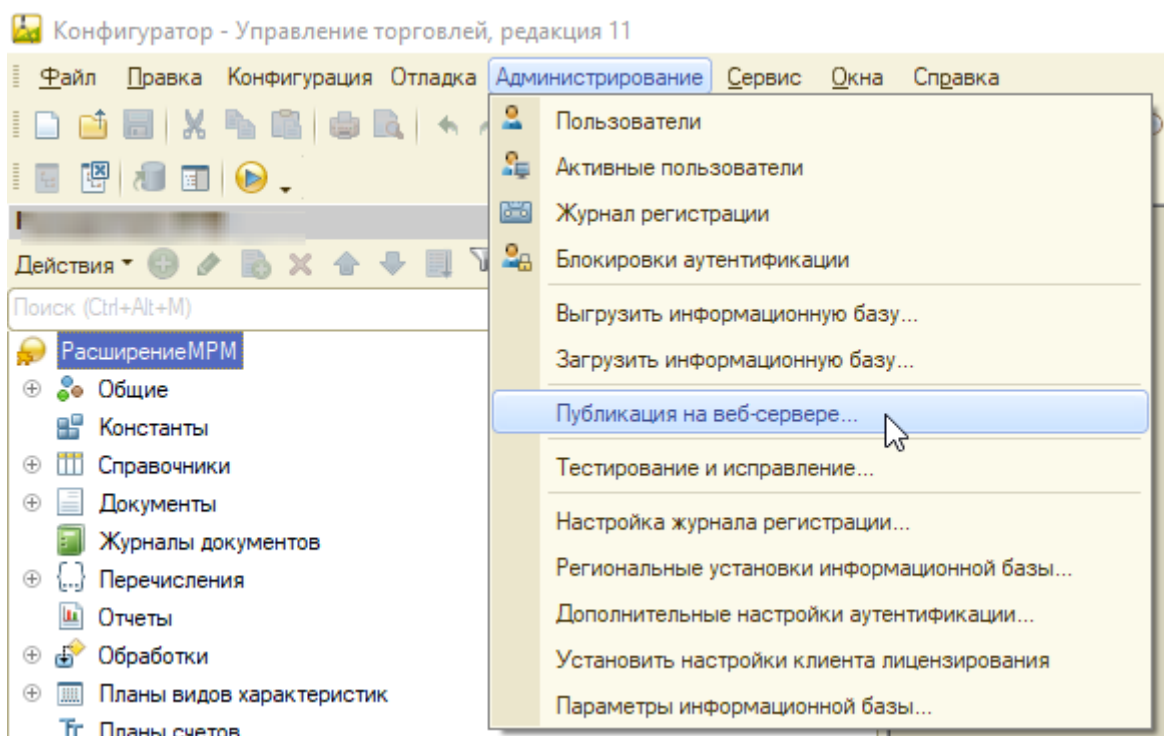 Конфигуратор - Управление торговлей, редакция 11
Файл Правка Конфигурация Отладка Администрирование Сервис Окна Справка
Пользователи
Активные пользователи
Журнал регистрации
Блокировки аутентификации
Выгрузить информационную базу...
Загрузить информационную базу...
Публикация на веб-сервере...
Тестирование и исправление...
Настройка журнала регистрации...
Региональные установки информационной базы...
Дополнительные настройки аутентификации...
Установить настройки клиента лицензирования
Параметры информационной базы...
Действия
Поиск (Ctrl+Alt+M)
РасширениеМРМ
Общие
Константы
Справочники
Документы
Журналы документов
Перечисления
Отчеты
Обработки
Планы видов характеристик
Планы счетов